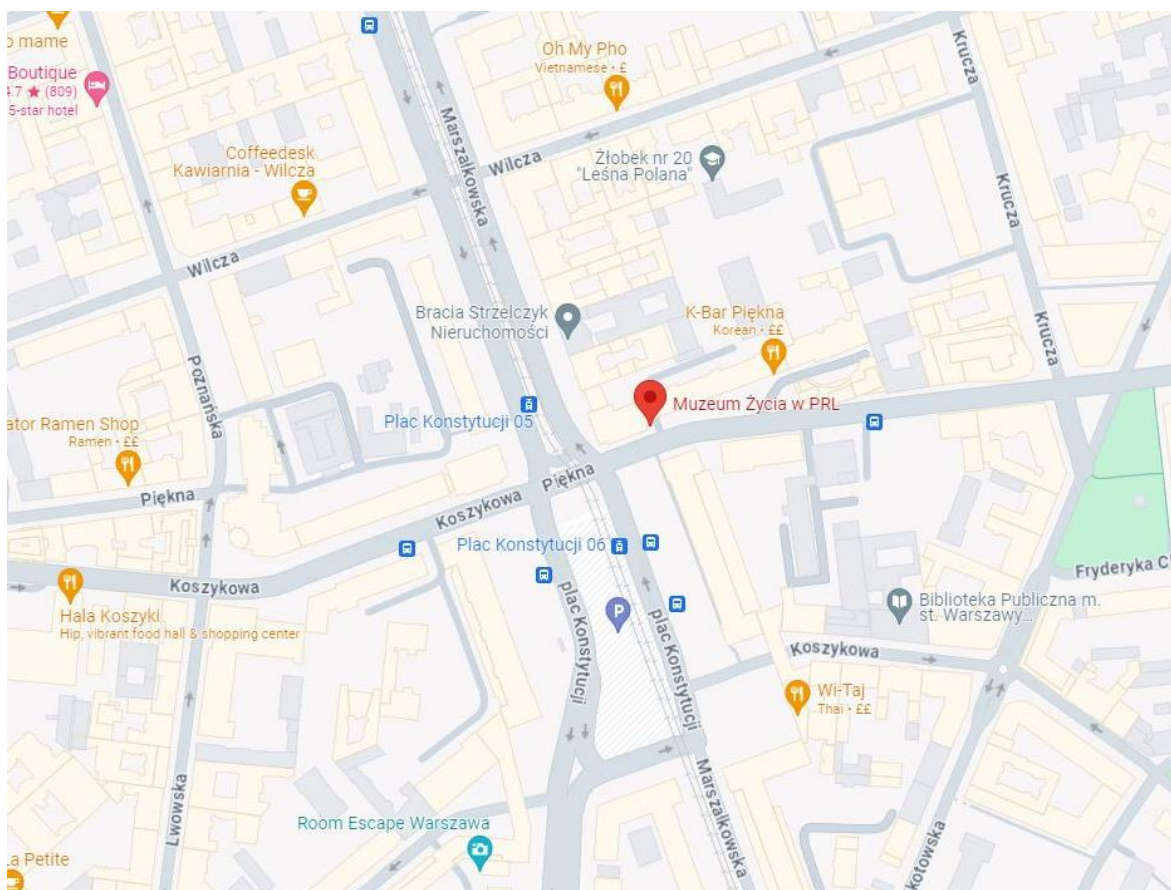 o mame
Boutique
4.7 ★ (809)
5-star hotel
Oh My Pho
Vietnamese • £
Krucza
Marszałkowska
Coffeedesk
Kawiarnia - Wilcza
Wilcza
Żłobek nr 20
"Leśna Polana"
Krucza
Wilcza
Bracia Strzelczyk
Nieruchomości
K-Bar Piękna
Korean • ££
Krucza
Poznańska
Muzeum Życia w PRL
Plac Konstytucji 05
ator Ramen Shop
Ramen • ££
Piękna
Piękna
Koszykowa
Plac Konstytucji 06
Koszykowa
Fryderyka C
Hala Koszyki
Hip, vibrant food hall & shopping center
P
plac Konstytucji
plac Konstytucji
Biblioteka Publiczna m.
st. Warszawy...
Koszykowa
Wi-Taj
Thai • ££
Lwowska
Marszałkowska
Room Escape Warszawa
kotowska
a Petite